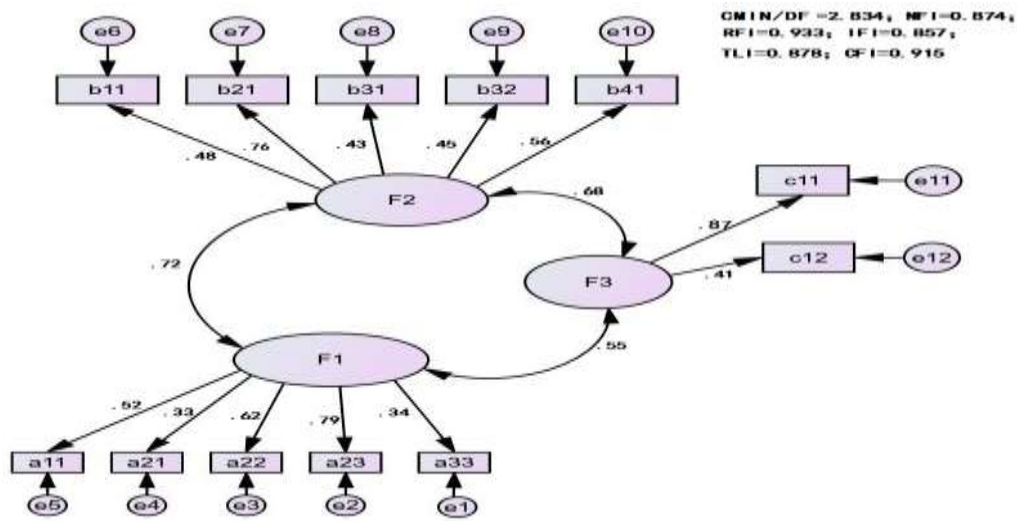 CMIN/DF =2.834; NFI=0.874;
RFI=0.933; IFI=0.857;
TLI=0.878; CFI=0.915
e6 e7 e8 e9 e10
b11 b21 b31 b32 b41
.48 .76 .43 .45 .56
F2
.68
c11 e11
.87
c12 e12
.41
F3
.72
.55
F1
.52 .33 .62 .79 .34
a11 a21 a22 a23 a33
e5 e4 e3 e2 e1